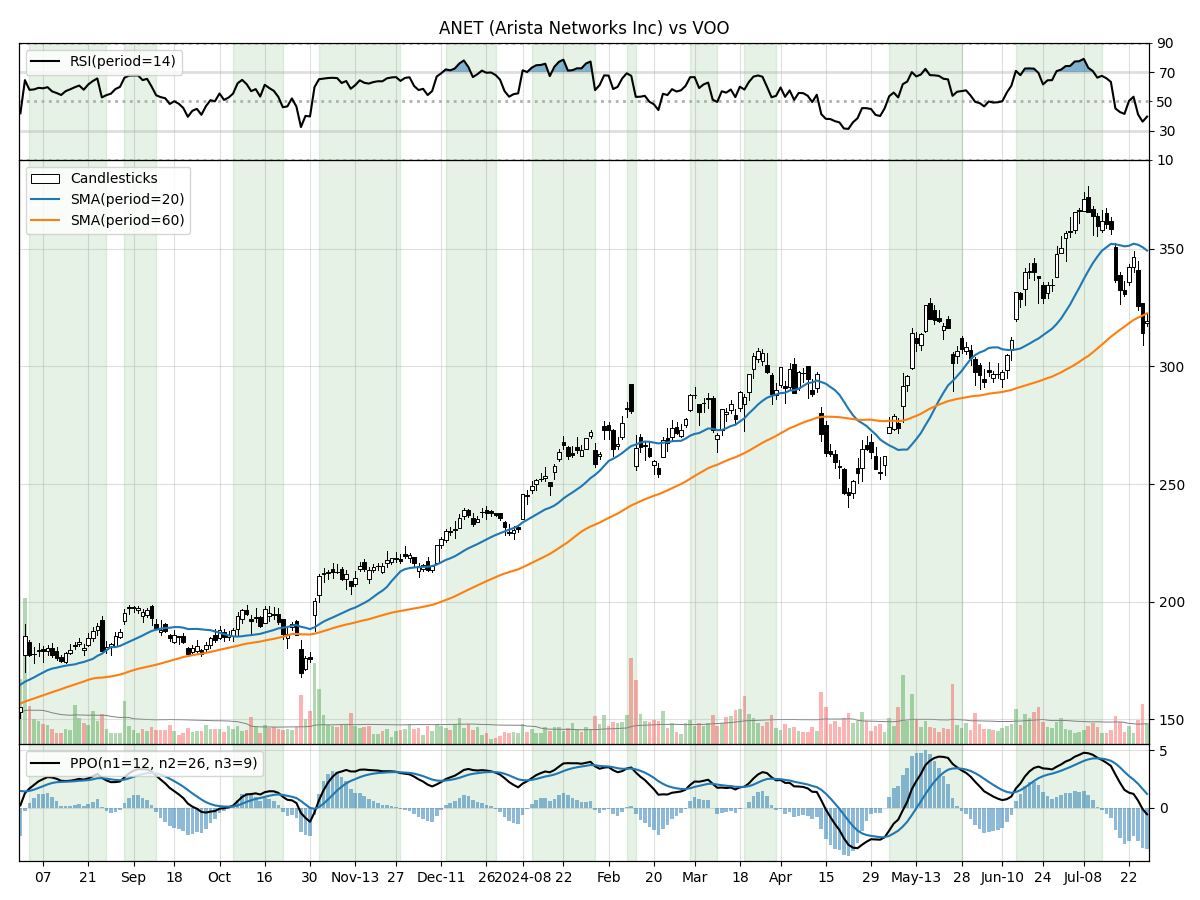 ANET (Arista Networks Inc) vs VOO
RSI(period=14)
90
70
50
30
10
Candlesticks
SMA(period=20)
SMA(period=60)
350
300
250
200
150
PPO(n1=12, n2=26, n3=9)
5
0
07 21 Sep 18 Oct 16 30 Nov-13 27 Dec-11 26 2024-08 22 Feb 20 Mar 18 Apr 15 29 May-13 28 Jun-10 24 Jul-08 22